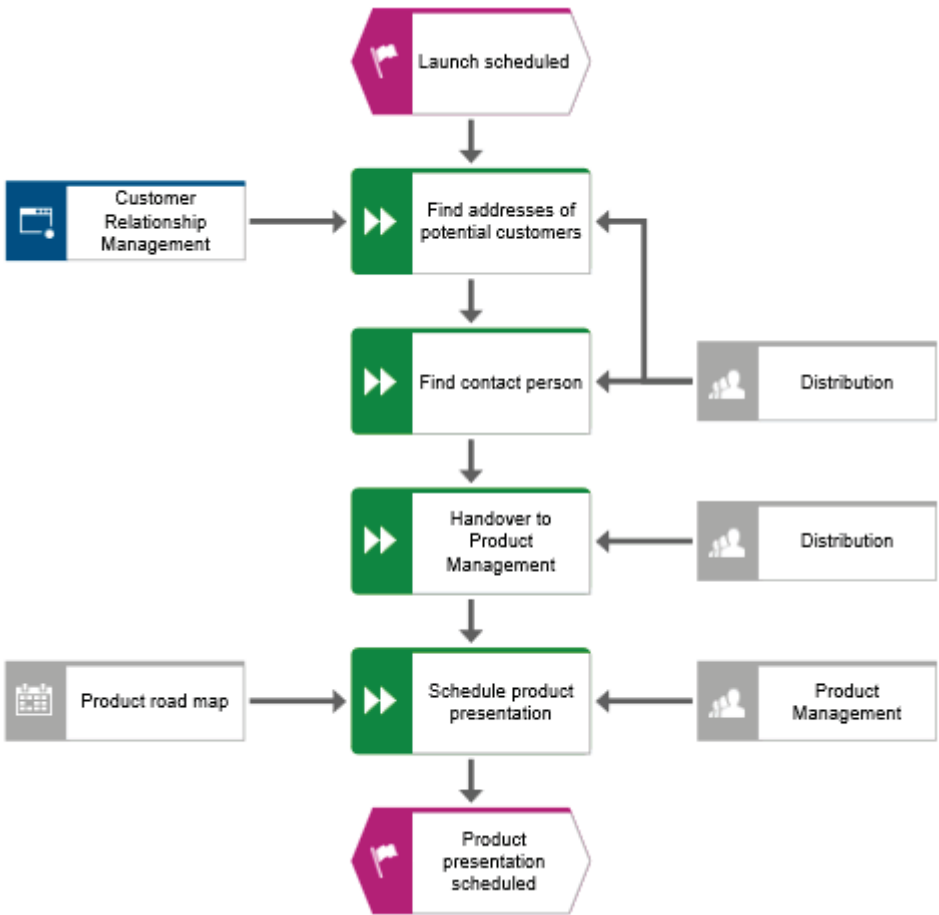 Launch scheduled
Customer
Relationship
Management
Find addresses of
potential customers
Find contact person
Distribution
Handover to
Product
Management
Distribution
Product road map
Schedule product
presentation
Product
Management
Product
presentation
scheduled